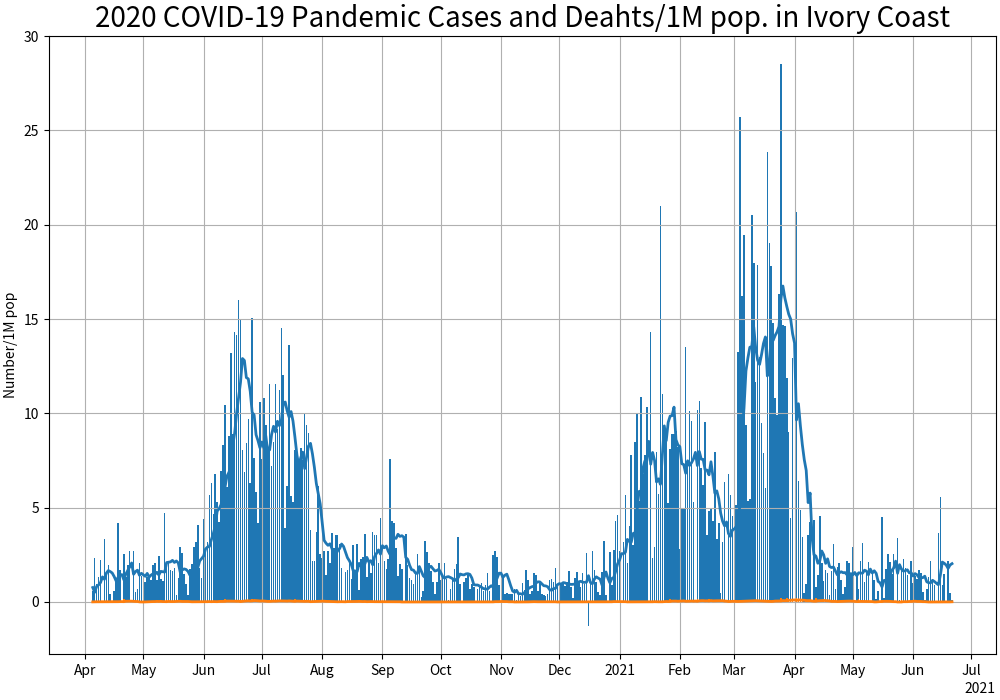 2020 COVID-19 Pandemic Cases and Deahts/1M pop. in Ivory Coast
30
25
20
15
10
5
0
Number/1M pop
Apr May Jun Jul Aug Sep Oct Nov Dec 2021 Feb Mar Apr May Jun Jul
2021